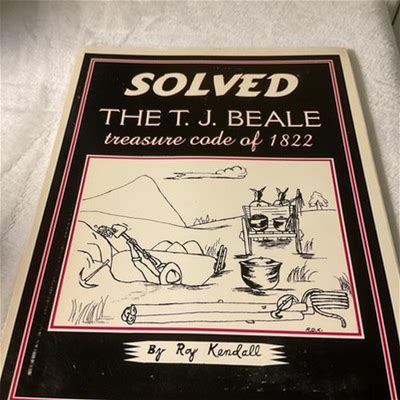 SOLVED
THE T. J. BEALE
treasure code of 1822
R.D.K.
By Roy Kendall